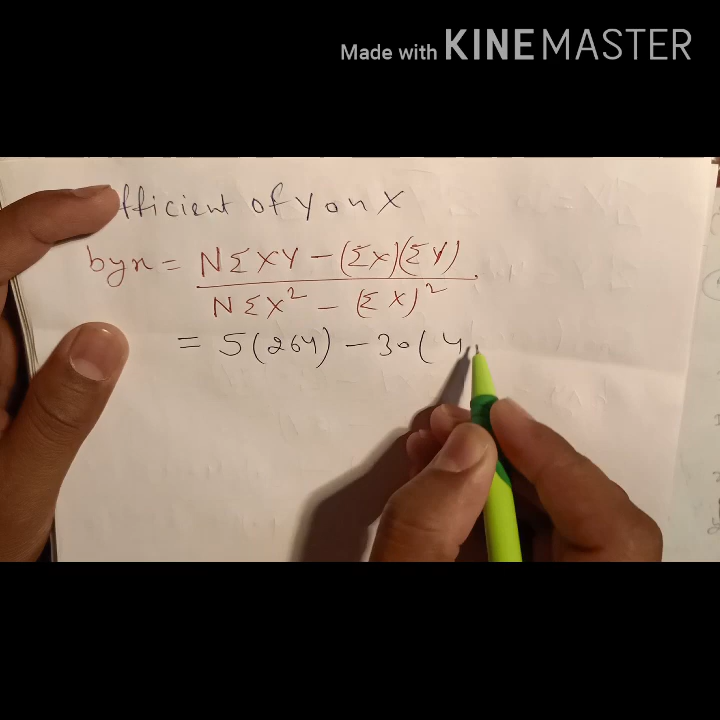 Made with KINEMASTER
fficient of y on X
byx = NΣXY - (ΣX)(ΣY)
NΣX² - (ΣX)²
= 5(264) - 30(4